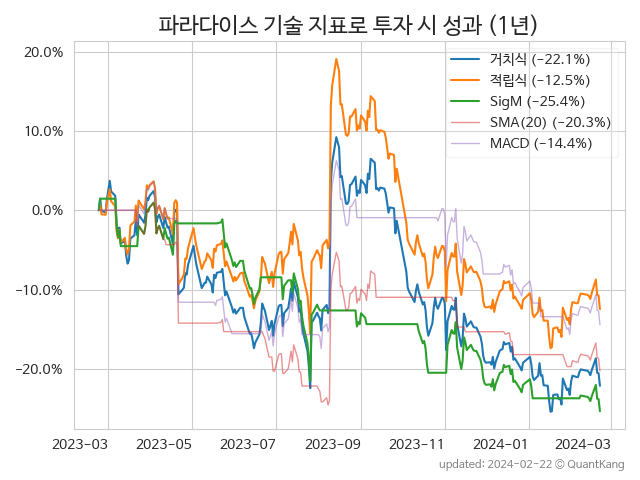 파라다이스 기술 지표로 투자 시 성과 (1년)
20.0%
10.0%
0.0%
−10.0%
−20.0%
거치식 (−22.1%)
적립식 (−12.5%)
SigM (−25.4%)
SMA(20) (−20.3%)
MACD (−14.4%)
2023-03 2023-05 2023-07 2023-09 2023-11 2024-01 2024-03
updated: 2024-02-22 © QuantKang